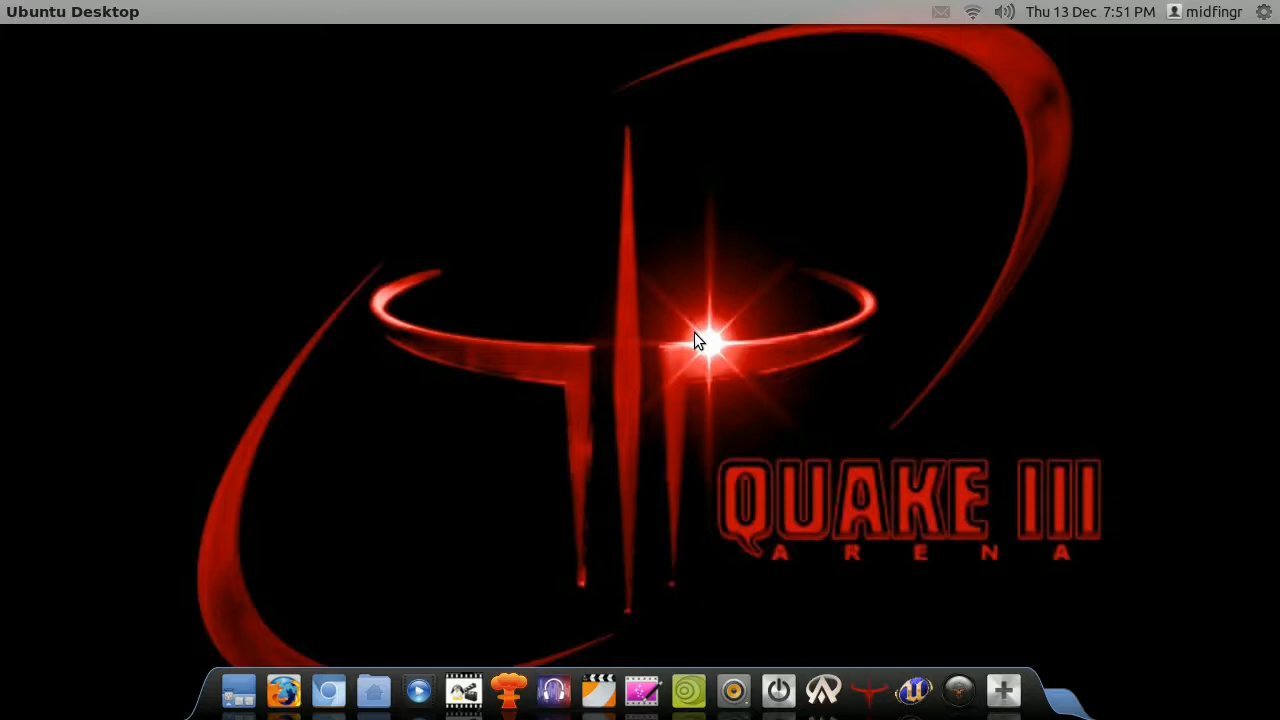 Ubuntu Desktop
Thu 13 Dec 7:51 PM
midfingr
QUAKE III
ARENA